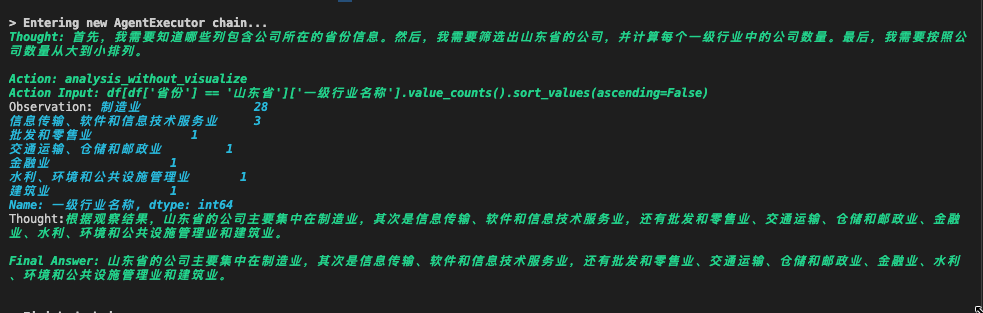 > Entering new AgentExecutor chain...
Thought: 首先，我需要知道哪些列包含公司所在的省份信息。然后，我需要筛选出山东省的公司，并计算每个一级行业中的公司数量。最后，我需要按照公
司数量从大到小排列。
Action: analysis_without_visualize
Action Input: df[df['省份'] == '山东省']['一级行业名称'].value_counts().sort_values(ascending=False)
Observation: 制造业 28
信息传输、软件和信息技术服务业 3
批发和零售业 1
交通运输、仓储和邮政业 1
金融业 1
水利、环境和公共设施管理业 1
建筑业 1
Name: 一级行业名称, dtype: int64
Thought:根据观察结果，山东省的公司主要集中在制造业，其次是信息传输、软件和信息技术服务业，还有批发和零售业、交通运输、仓储和邮政业、金融
业、水利、环境和公共设施管理业和建筑业。
Final Answer: 山东省的公司主要集中在制造业，其次是信息传输、软件和信息技术服务业，还有批发和零售业、交通运输、仓储和邮政业、金融业、水利
、环境和公共设施管理业和建筑业。